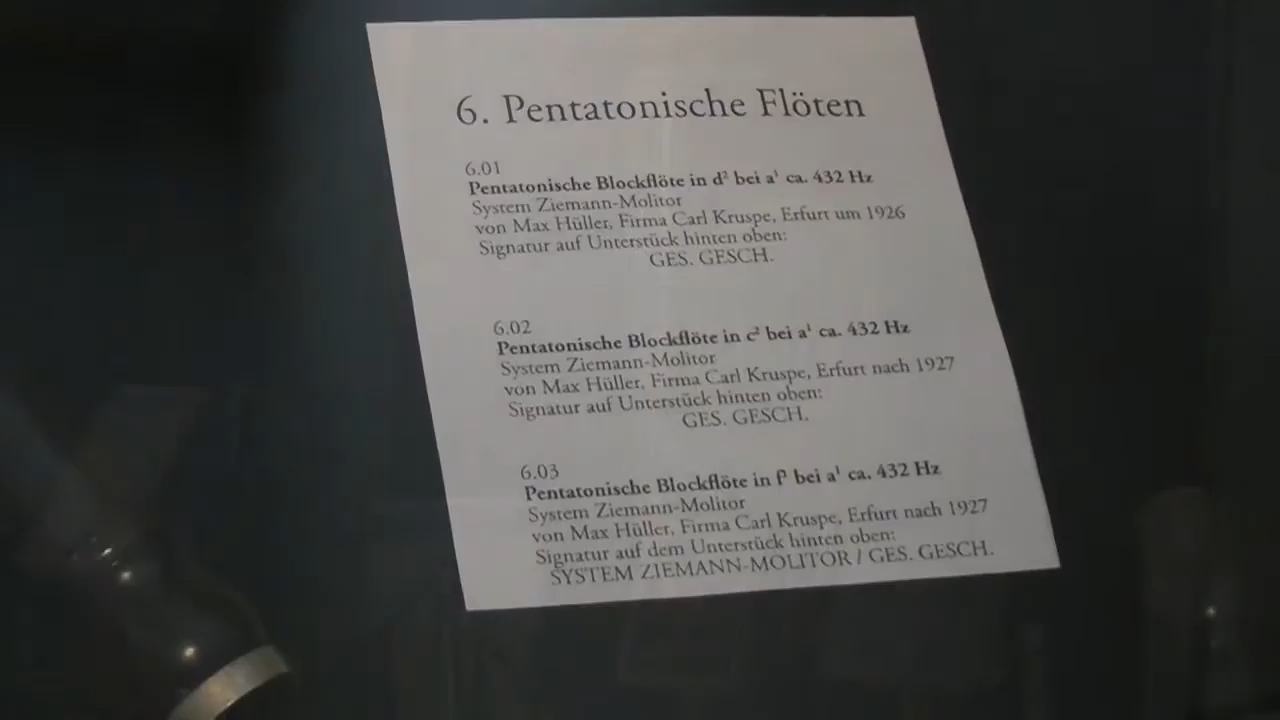 6. Pentatonische Flöten
6.01
Pentatonische Blockflöte in d² bei a¹ ca. 432 Hz
System Ziemann-Molitor
von Max Hüller, Firma Carl Kruspe, Erfurt um 1926
Signatur auf Unterstück hinten oben:
GES. GESCH.
6.02
Pentatonische Blockflöte in c² bei a¹ ca. 432 Hz
System Ziemann-Molitor
von Max Hüller, Firma Carl Kruspe, Erfurt nach 1927
Signatur auf Unterstück hinten oben:
GES. GESCH.
6.03
Pentatonische Blockflöte in bei a¹ ca. 432 Hz
System Ziemann-Molitor
von Max Hüller, Firma Carl Kruspe, Erfurt nach 1927
Signatur auf dem Unterstück hinten oben:
SYSTEM ZIEMANN-MOLITOR / GES. GESCH.